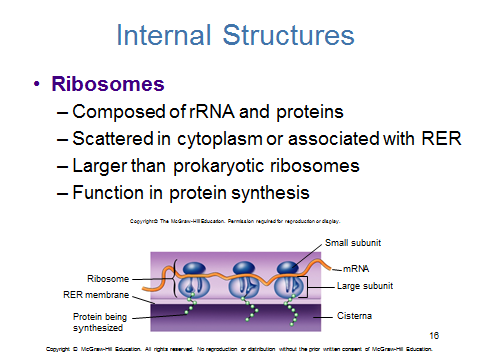 Internal Structures
• Ribosomes
– Composed of rRNA and proteins
– Scattered in cytoplasm or associated with RER
– Larger than prokaryotic ribosomes
– Function in protein synthesis
Copyright © The McGraw-Hill Education. Permission required for reproduction or display.
Small subunit
mRNA
Ribosome
Large subunit
RER membrane
Protein being
synthesized
Cisterna
16
Copyright © McGraw-Hill Education. All rights reserved. No reproduction or distribution without the prior written consent of McGraw-Hill Education.